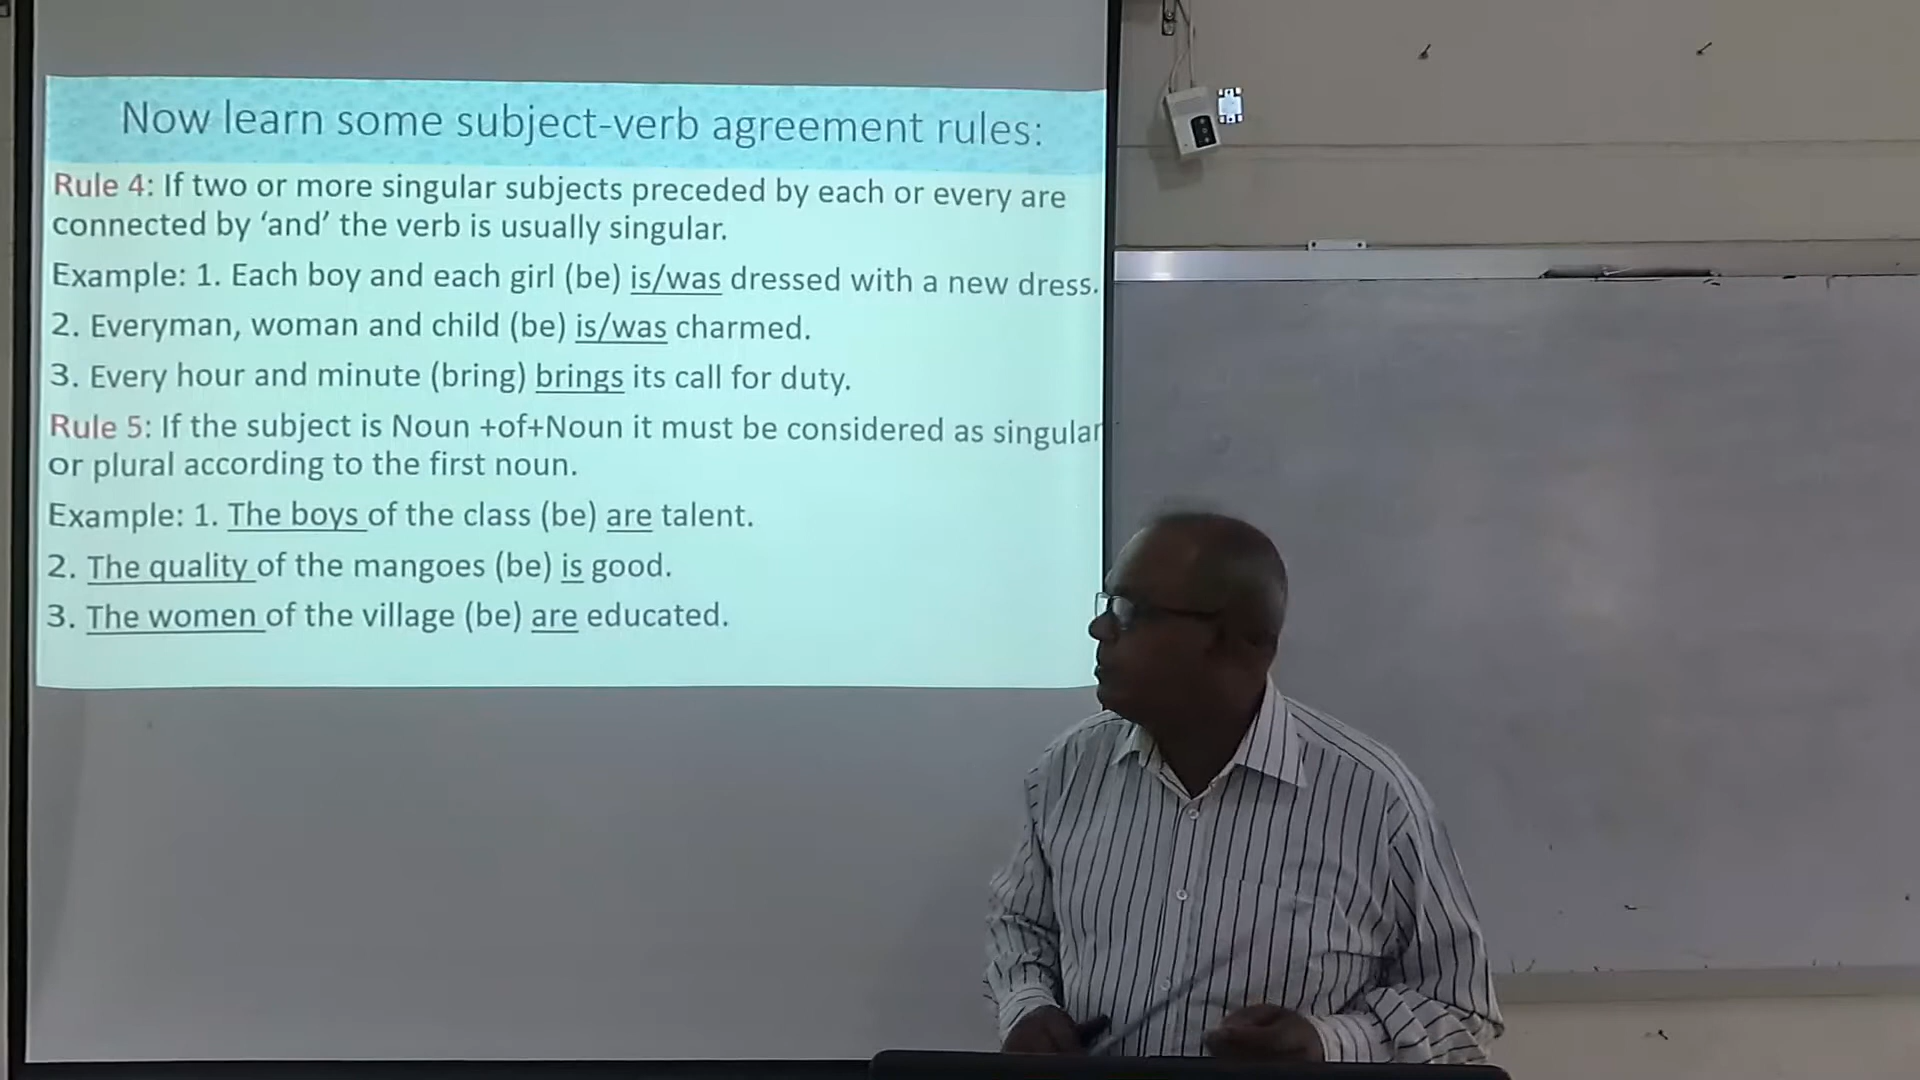 Now learn some subject-verb agreement rules:
Rule 4: If two or more singular subjects preceded by each or every are
connected by ‘and’ the verb is usually singular.
Example: 1. Each boy and each girl (be) is/was dressed with a new dress.
2. Everyman, woman and child (be) is/was charmed.
3. Every hour and minute (bring) brings its call for duty.
Rule 5: If the subject is Noun +of+Noun it must be considered as singular
or plural according to the first noun.
Example: 1. The boys of the class (be) are talent.
2. The quality of the mangoes (be) is good.
3. The women of the village (be) are educated.